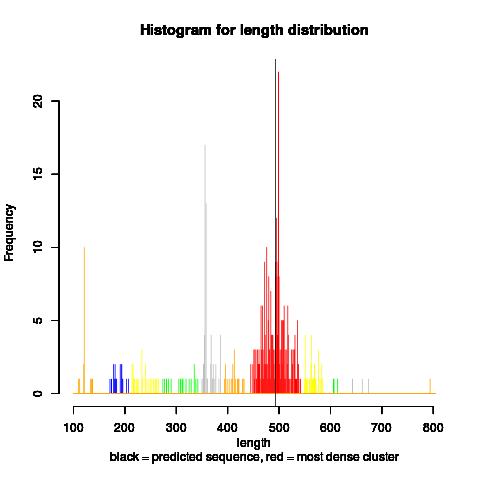 Histogram for length distribution
Frequency
20
15
10
5
0
100 200 300 400 500 600 700 800
length
black = predicted sequence, red = most dense cluster